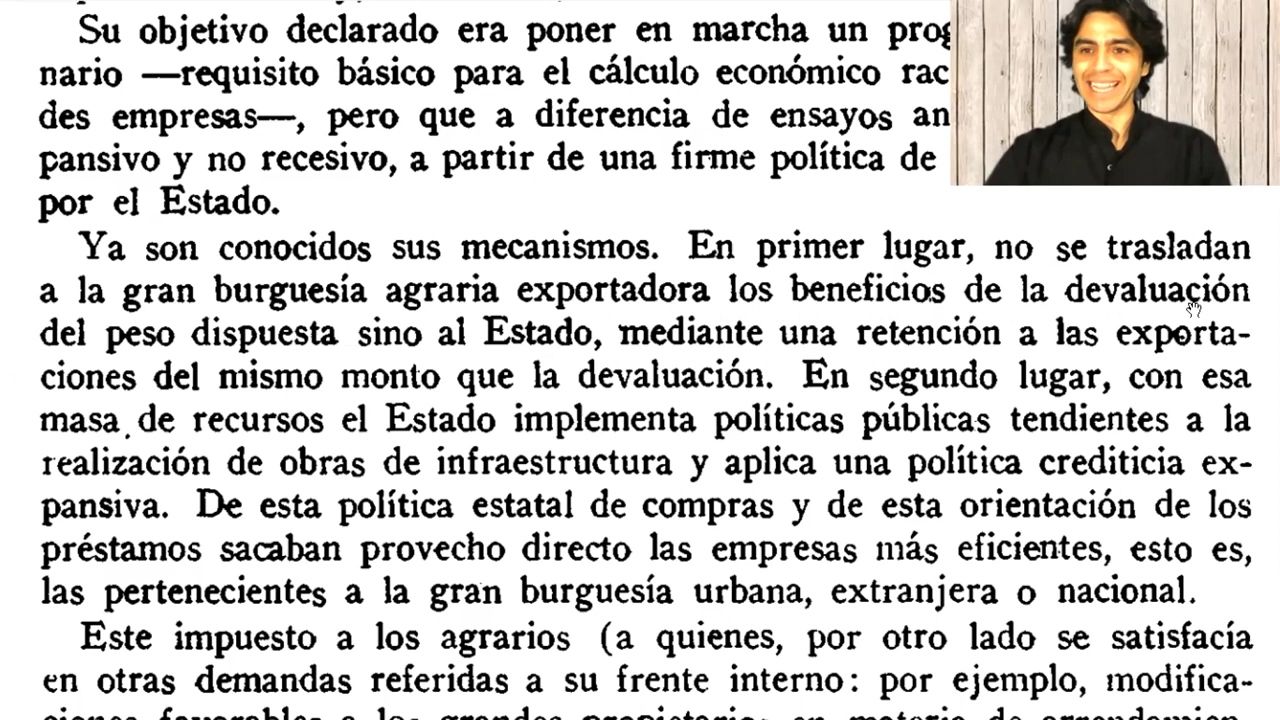 Su objetivo declarado era poner en marcha un
nario —requisito básico para el cálculo económico
des empresas—, pero que a diferencia de ensayos
pansivo y no recesivo, a partir de una firme política de
por el Estado.
Ya son conocidos sus mecanismos. En primer lugar, no se trasladan
a la gran burguesía agraria exportadora los beneficios de la devaluación
del peso dispuesta sino al Estado, mediante una retención a las exporta-
ciones del mismo monto que la devaluación. En segundo lugar, con esa
masa de recursos el Estado implementa políticas públicas tendientes a la
realización de obras de infraestructura y aplica una política crediticia ex-
pansiva. De esta política estatal de compras y de esta orientación de los
préstamos sacaban provecho directo las empresas más eficientes, esto es,
las pertenecientes a la gran burguesía urbana, extranjera o nacional.
Este impuesto a los agrarios (a quienes, por otro lado se satisfacía
en otras demandas referidas a su frente interno: por ejemplo, modifica-